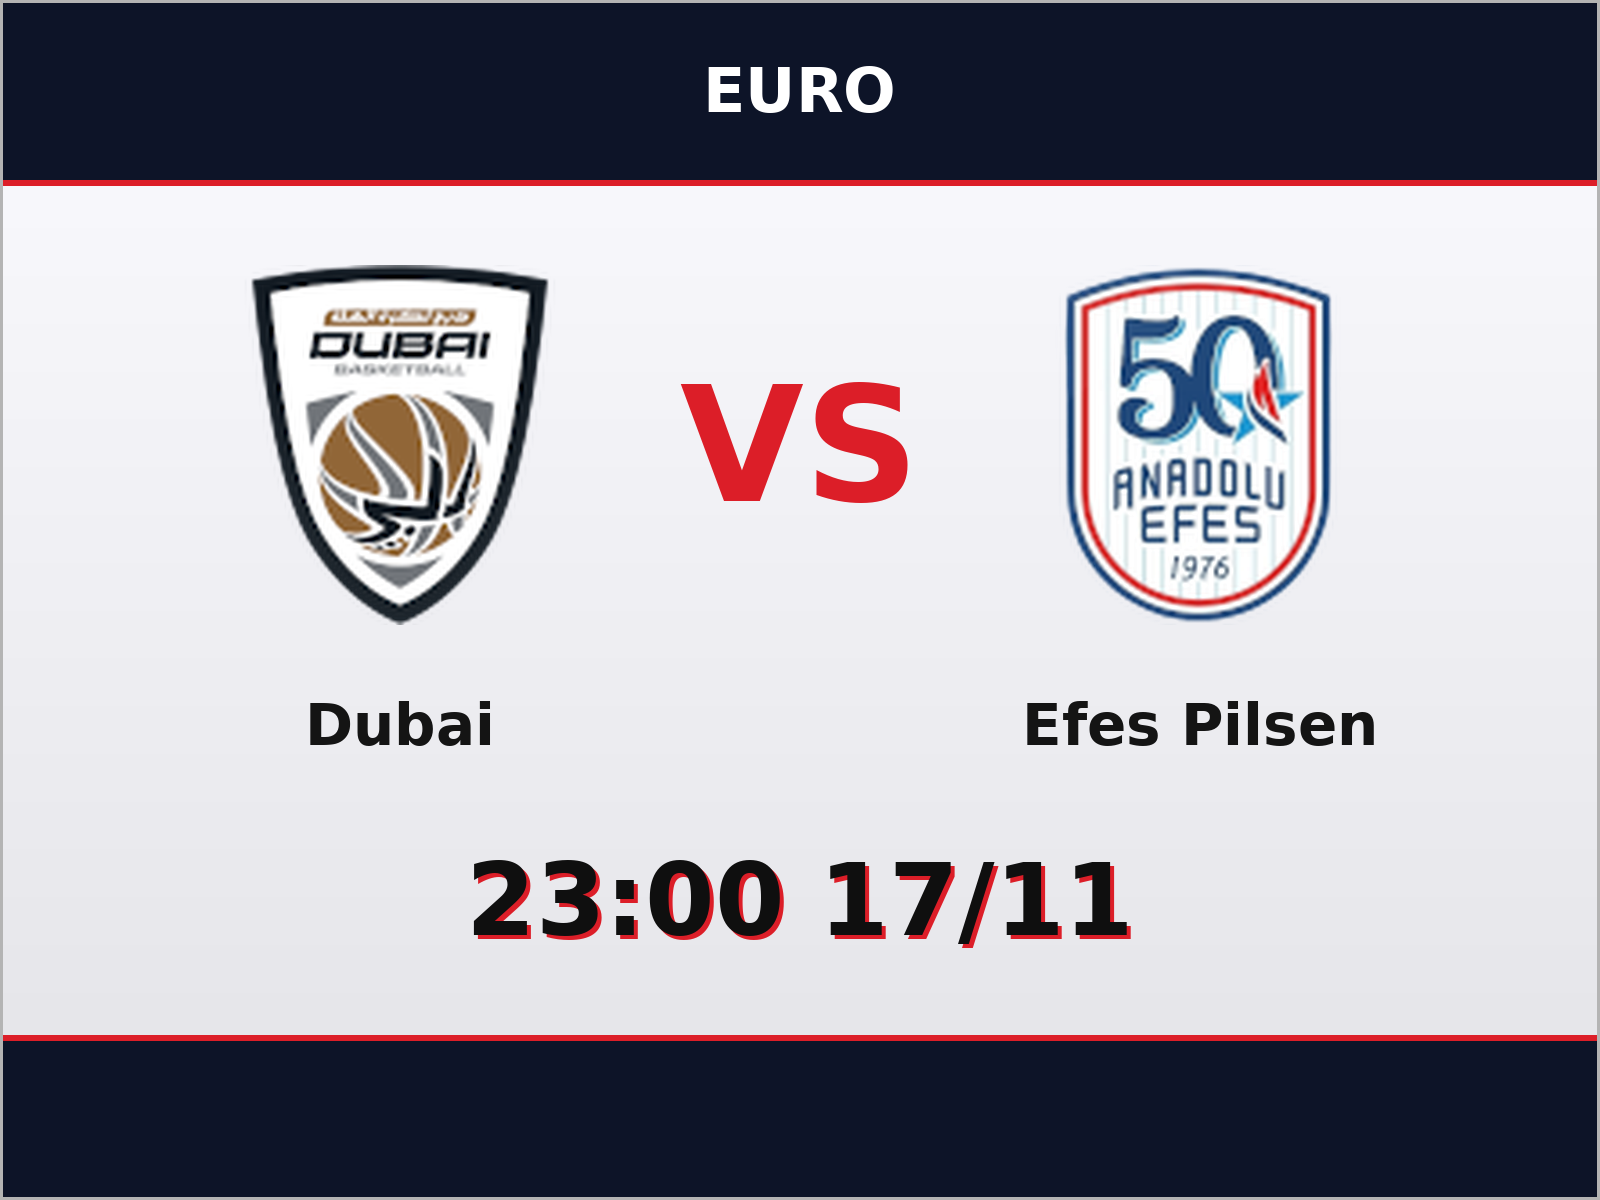 EURO
DUBAI
BASKETBALL
VS
50
ANADOLU
EFES
1976
Dubai
Efes Pilsen
23:00 17/11